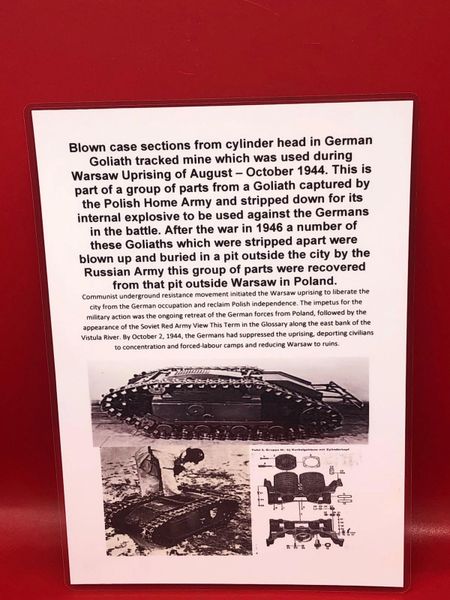 Blown case sections from cylinder head in German
Goliath tracked mine which was used during
Warsaw Uprising of August – October 1944. This is
part of a group of parts from a Goliath captured by
the Polish Home Army and stripped down for its
internal explosive to be used against the Germans
in the battle. After the war in 1946 a number of
these Goliaths which were stripped apart were
blown up and buried in a pit outside the city by the
Russian Army this group of parts were recovered
from that pit outside Warsaw in Poland.
Communist underground resistance movement initiated the Warsaw uprising to liberate the
city from the German occupation and reclaim Polish independence. The impetus for the
military action was the ongoing retreat of the German forces from Poland, followed by the
appearance of the Soviet Red Army View This Term in the Glossary along the east bank of the
Vistula River. By October 2, 1944, the Germans had suppressed the uprising, deporting civilians
to concentration and forced-labour camps and reducing Warsaw to ruins.